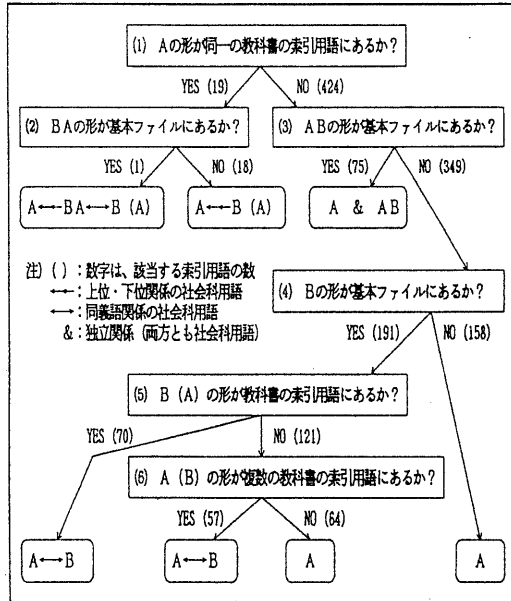 (1) Aの形が同一の教科書の索引用語にあるか?
YES (19)
NO (424)
(2) BAの形が基本ファイルにあるか?
(3) ABの形が基本ファイルにあるか?
YES (1)
NO (18)
YES (75)
NO (349)
A←←BA←→B (A)
A←←B (A)
A & AB
注) ( ) : 数字は、該当する索引用語の数
←← : 上位・下位関係の社会科用語
←→ : 同義語関係の社会科用語
& : 独立関係 (両方とも社会科用語)
(4) Bの形が基本ファイルにあるか?
YES (191)
NO (158)
(5) B (A) の形が教科書の索引用語にあるか?
YES (70)
NO (121)
(6) A (B) の形が複数の教科書の索引用語にあるか?
YES (57)
NO (64)
A←→B
A←→B
A
A